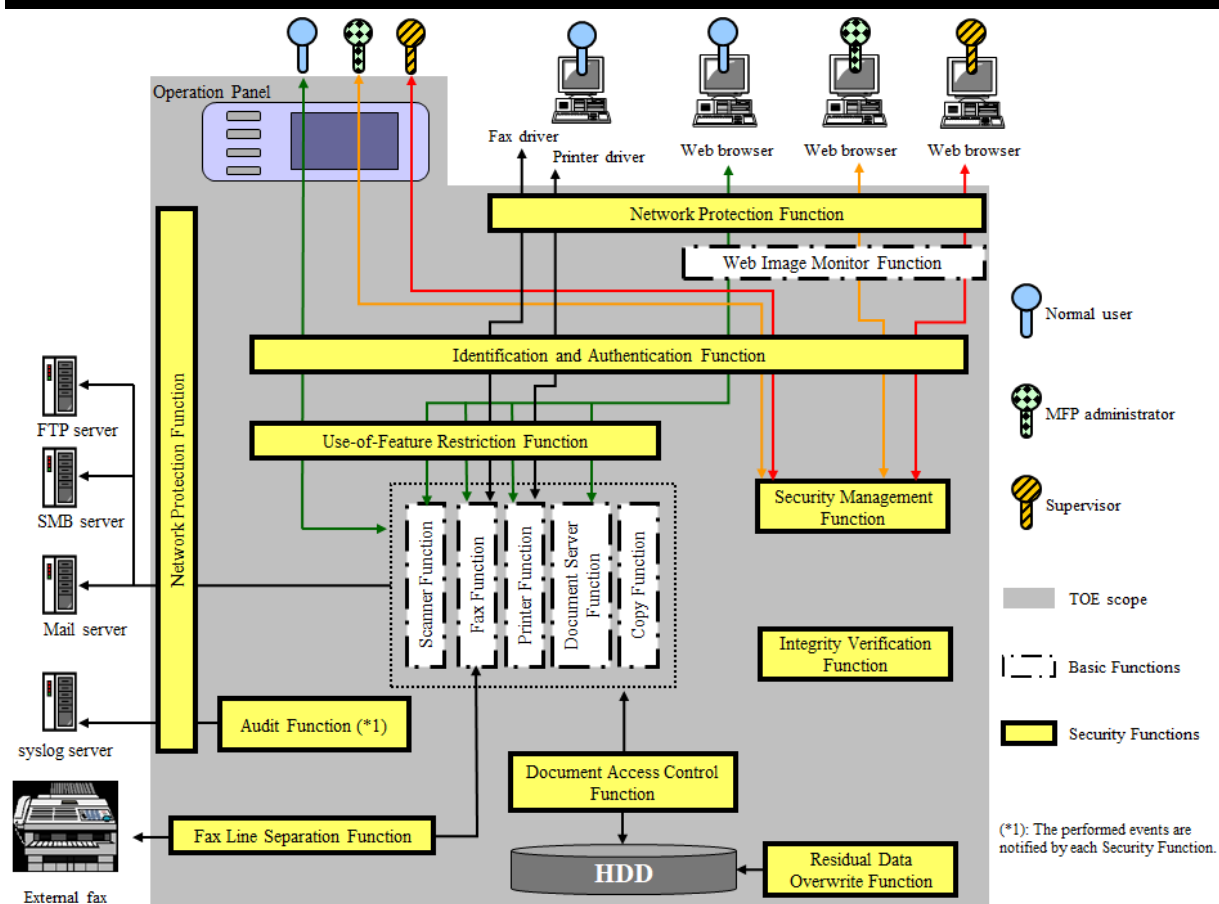 Operation Panel
Fax driver
Printer driver
Web browser
Web browser
Web browser
Network Protection Function
Web Image Monitor Function
Identification and Authentication Function
Use-of-Feature Restriction Function
Network Protection Function
FTP server
SMB server
Mail server
syslog server
External fax
Scanner Function
Fax Function
Printer Function
Document Server
Function
Copy Function
Security Management
Function
Integrity Verification
Function
Audit Function (*1)
Document Access Control
Function
Fax Line Separation Function
HDD
Residual Data
Overwrite Function
Normal user
MFP administrator
Supervisor
TOE scope
Basic Functions
Security Functions
(*1): The performed events are
notified by each Security Function.